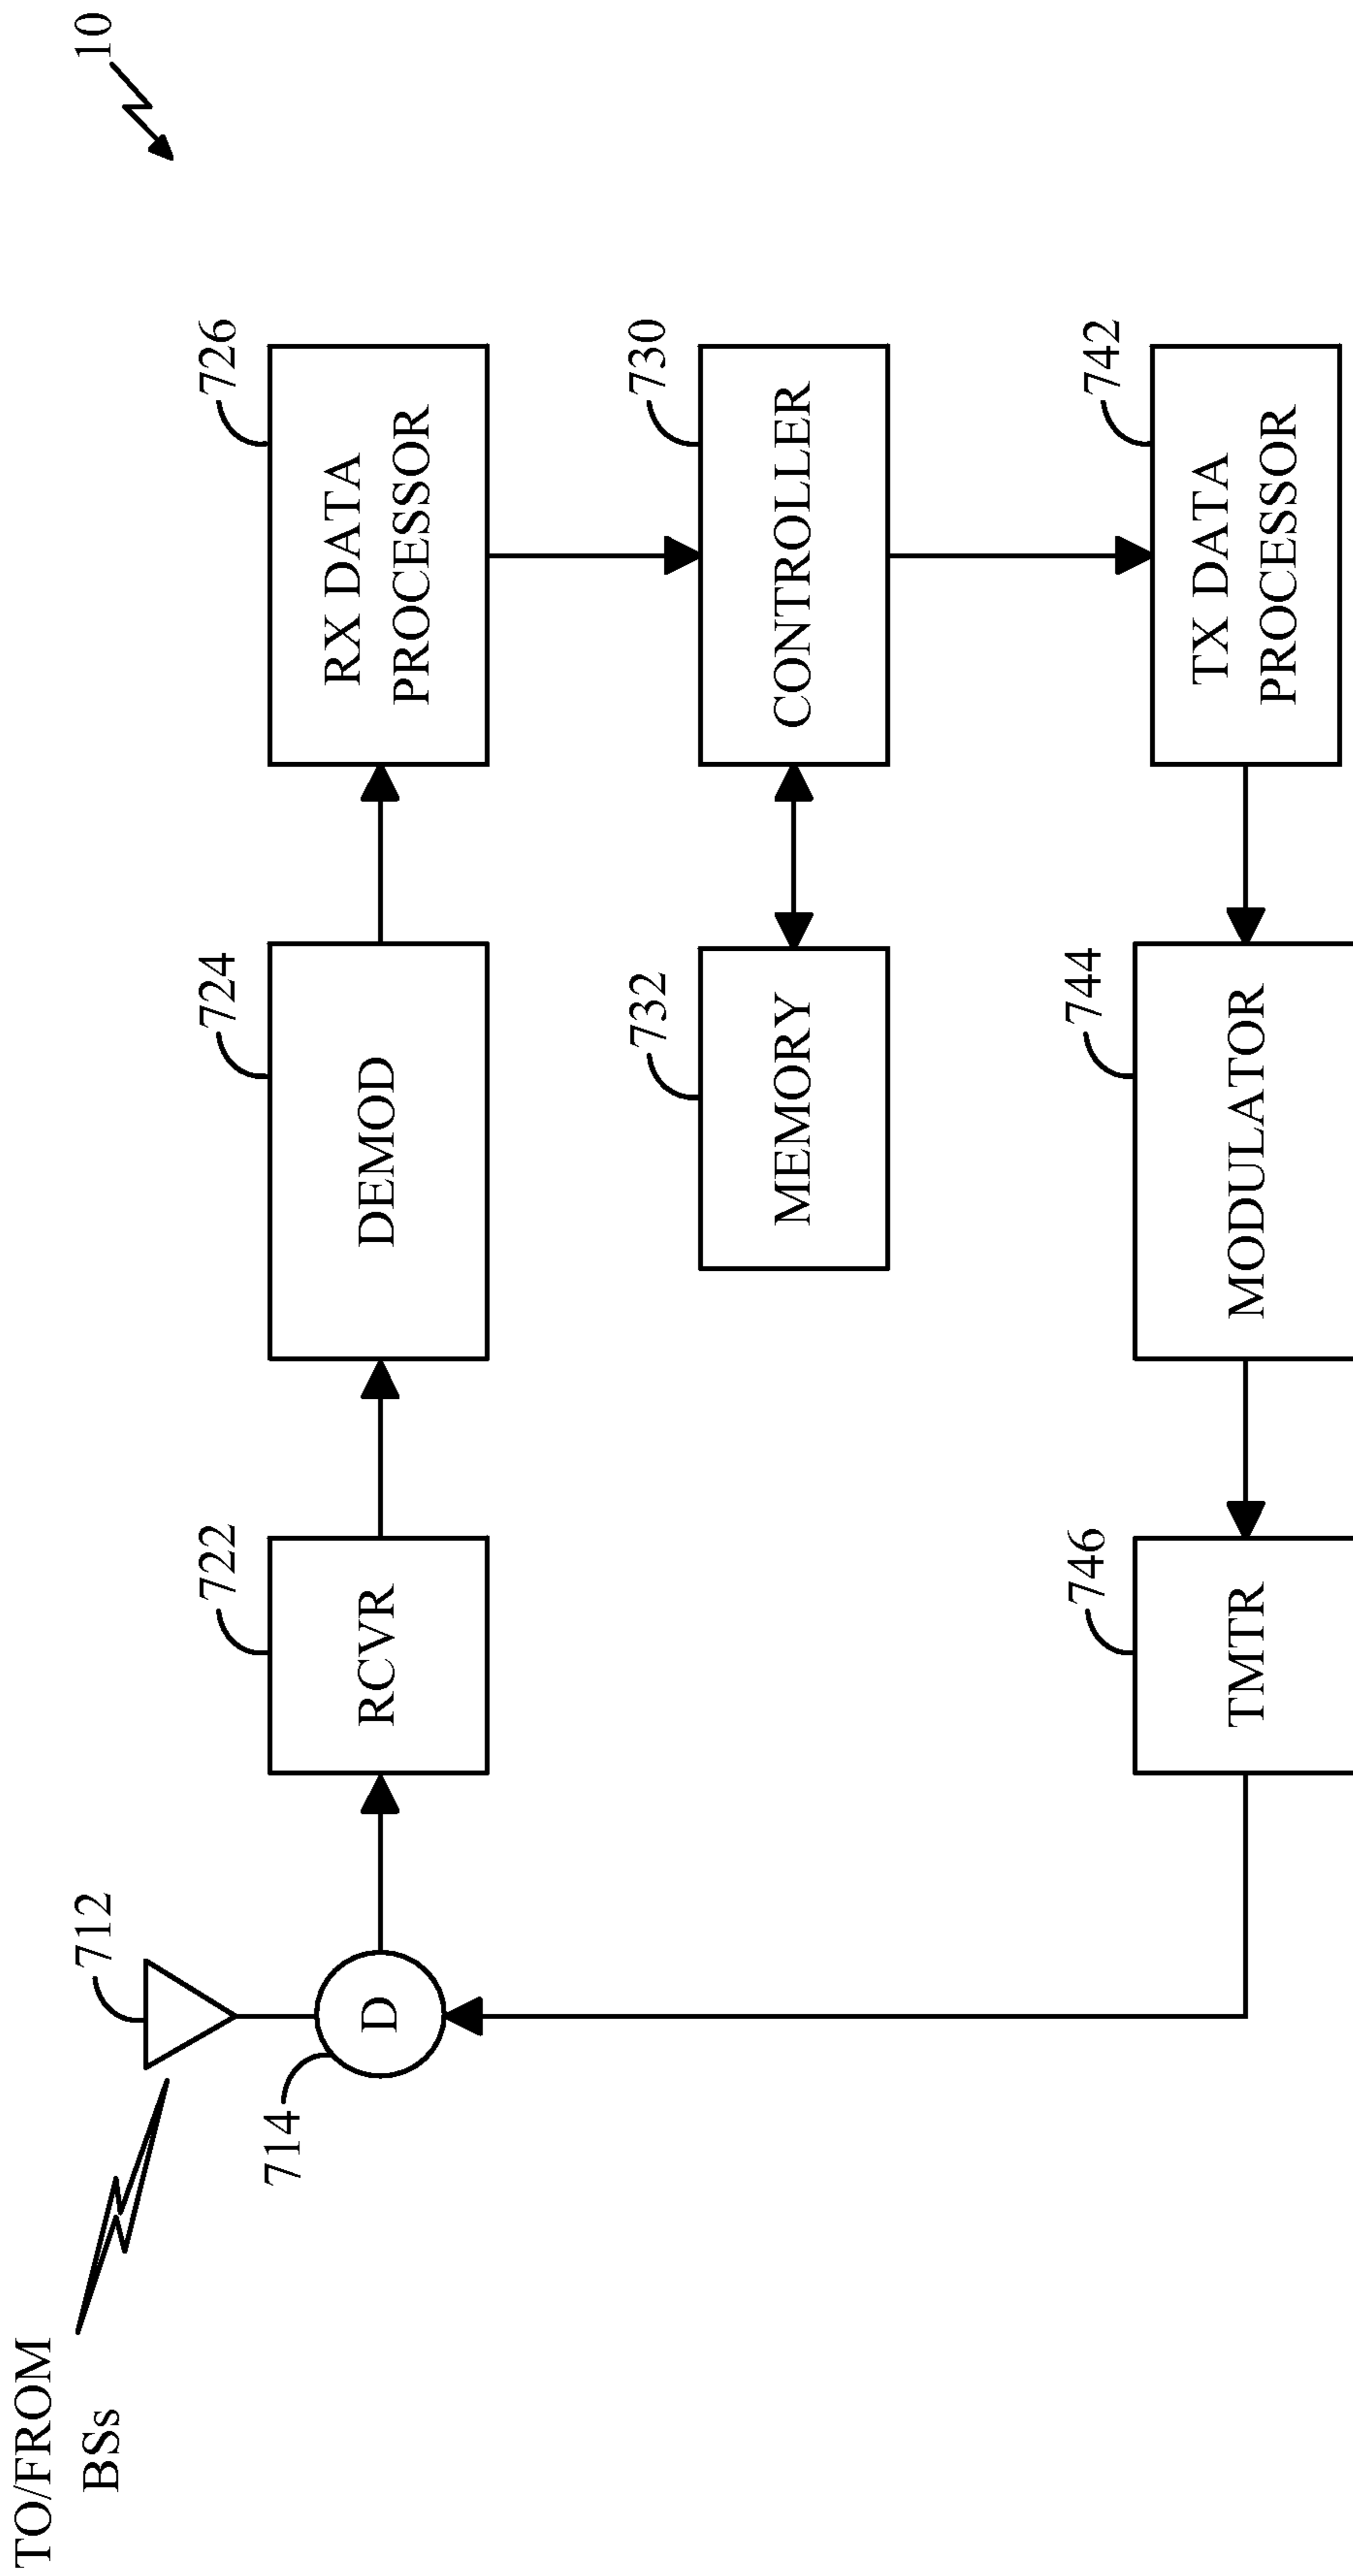 10
TO/FROM
BSs
712
714
722
RCVR
724
DEMOD
726
RX DATA
PROCESSOR
D
732
MEMORY
730
CONTROLLER
746
TMTR
744
MODULATOR
742
TX DATA
PROCESSOR